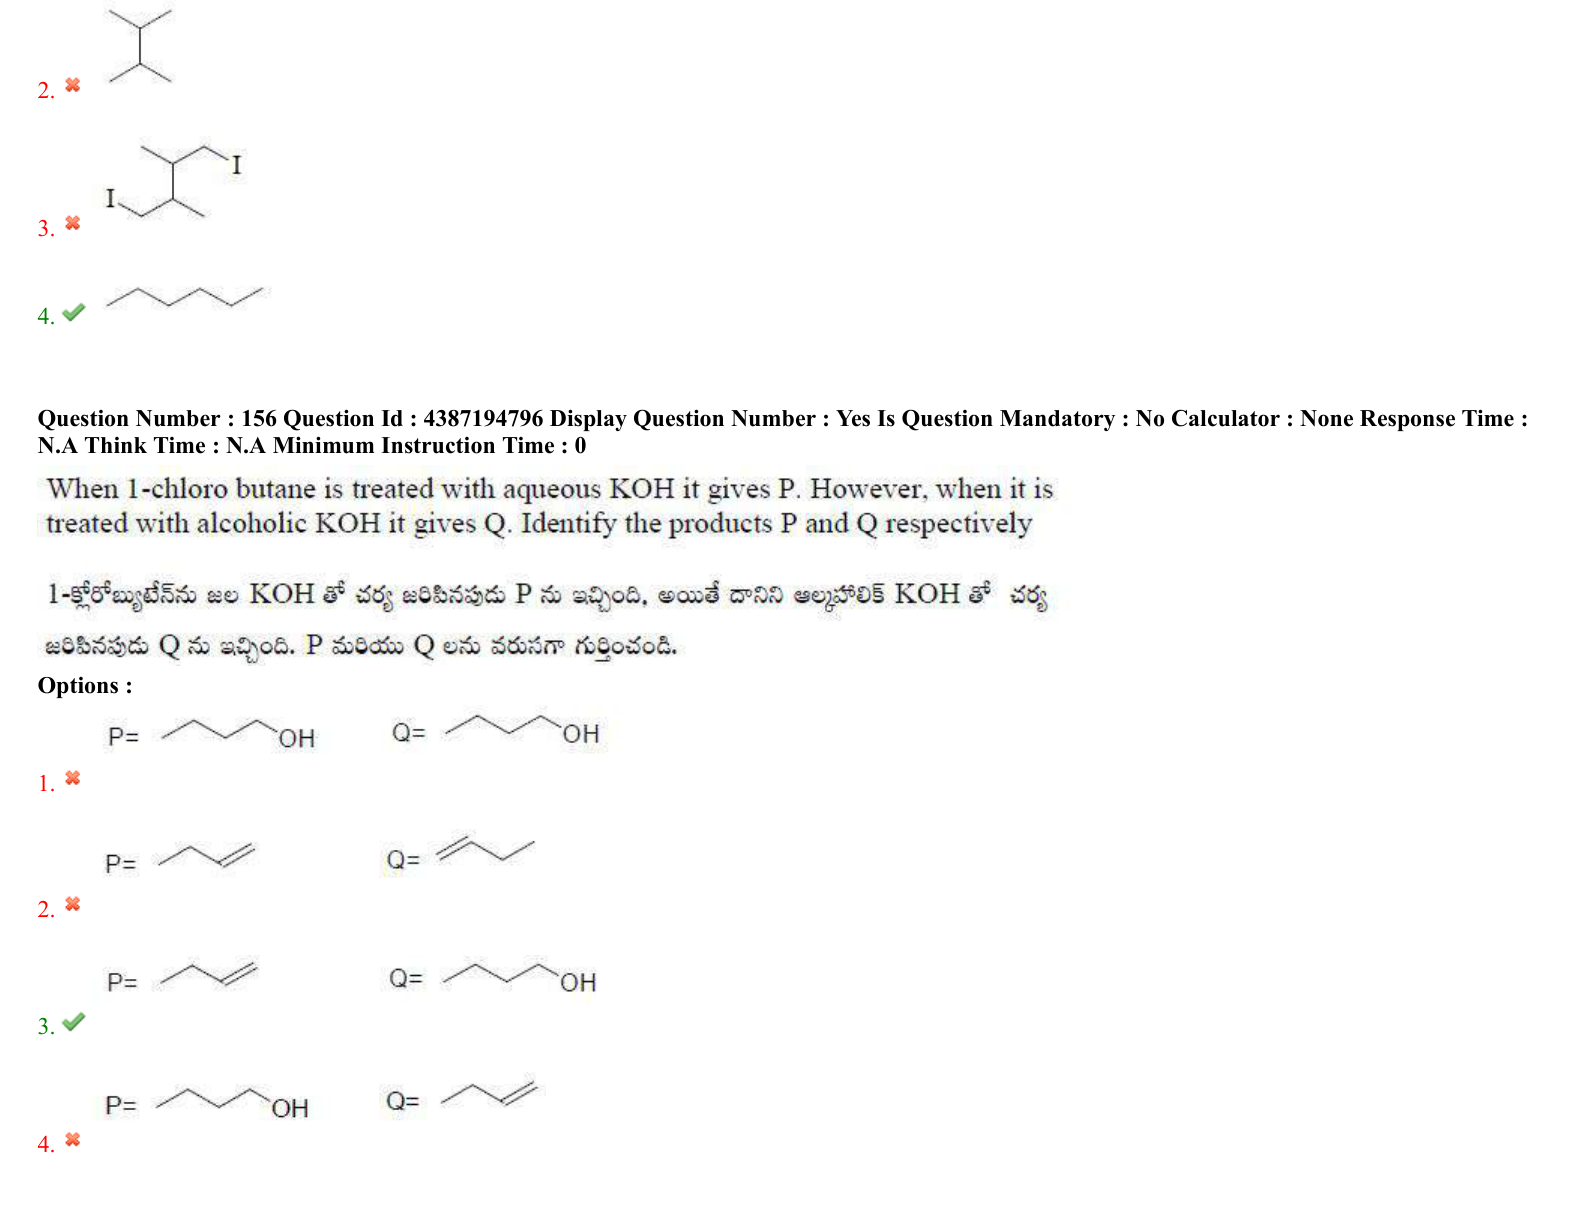 2.
I
I
3.
4.
Question Number : 156 Question Id : 4387194796 Display Question Number : Yes Is Question Mandatory : No Calculator : None Response Time :
N.A Think Time : N.A Minimum Instruction Time : 0
When 1-chloro butane is treated with aqueous KOH it gives P. However, when it is
treated with alcoholic KOH it gives Q. Identify the products P and Q respectively
1-క్లోరోబ్యుటేన్‌ను జల KOH తో చర్య జరిపినపుడు P ను ఇచ్చింది, అయితే దానిని ఆల్కహాలిక్ KOH తో చర్య
జరిపినపుడు Q ను ఇచ్చింది. P మరియు Q లను వరుసగా గుర్తించండి.
Options :
P= OH Q= OH
1.
P= Q=
2.
P= Q= OH
3.
P= OH Q=
4.